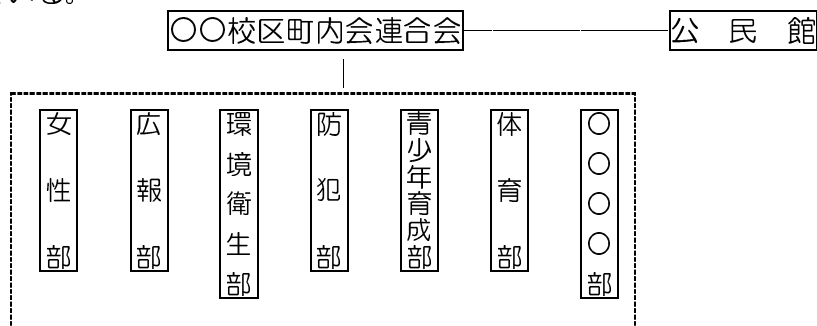 〇〇校区町内会連合会
公民館
女性部
広報部
環境衛生部
防犯部
青少年育成部
体育部
〇〇〇〇部